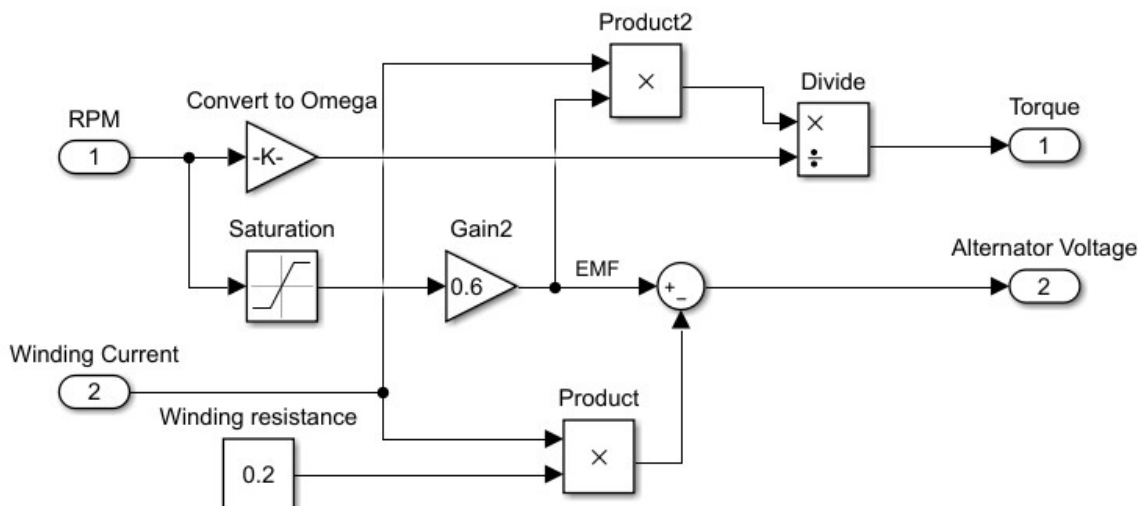 Product2
×
Divide
×
÷
Convert to Omega
-K-
RPM
1
Torque
1
Saturation
Gain2
0.6
EMF
+
−
Alternator Voltage
2
Winding Current
2
Product
×
Winding resistance
0.2